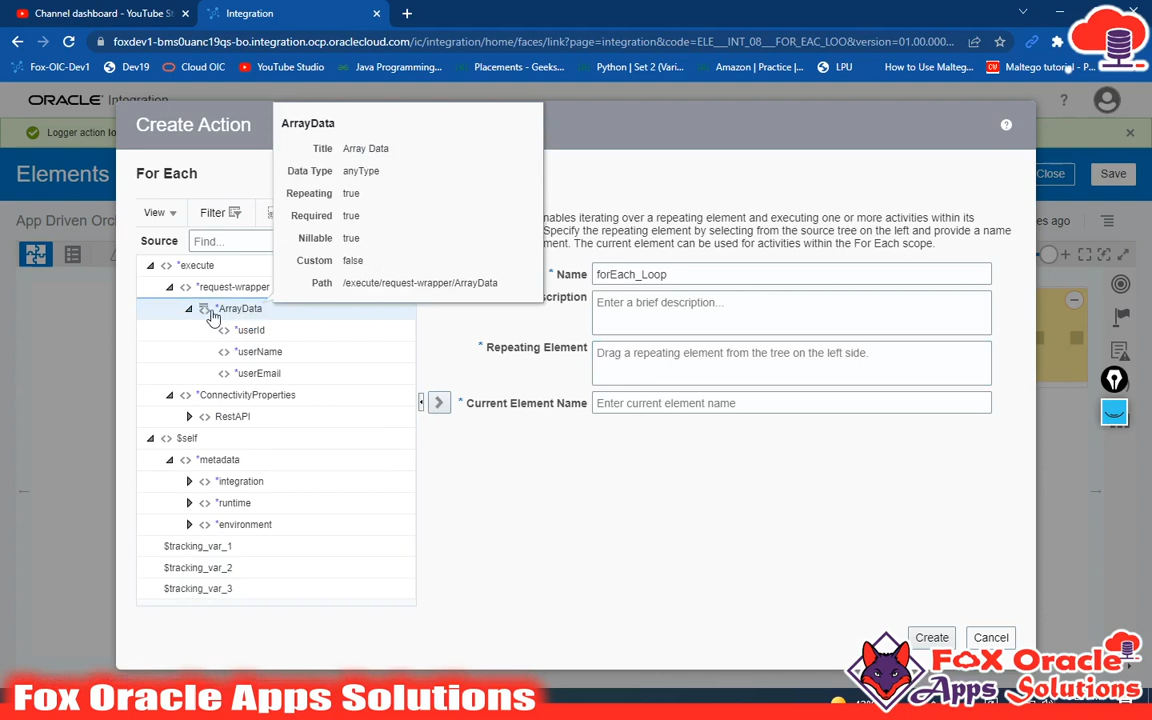 Channel dashboard - YouTube S
Integration
foxdev1-bms0uanc19qs-bo.integration.ocp.oraclecloud.com/ic/integration/home/faces/link?page=integration&code=ELE___INT_08___FOR_EAC_LOO&version=01.00.000...
Fox-OIC-Dev1
Dev19
Cloud OIC
YouTube Studio
Java Programming...
Placements - Geeks...
Python | Set 2 (Vari...
Amazon | Practice |...
LPU
How to Use Malteg...
Maltego tutorial - P...
ORACLE Integration
Logger action lo
Elements
Close
Save
App Driven Orc
es ago
Create Action
For Each
View
Filter
Source
Find...
*execute
*request-wrapper
*ArrayData
*userId
*userName
*userEmail
*ConnectivityProperties
RestAPI
$self
*metadata
*integration
*runtime
*environment
$tracking_var_1
$tracking_var_2
$tracking_var_3
ArrayData
Title Array Data
Data Type anyType
Repeating true
Required true
Nillable true
Custom false
Path /execute/request-wrapper/ArrayData
nables iterating over a repeating element and executing one or more activities within its
Specify the repeating element by selecting from the source tree on the left and provide a name
ment. The current element can be used for activities within the For Each scope.
* Name forEach_Loop
scription Enter a brief description...
* Repeating Element Drag a repeating element from the tree on the left side.
* Current Element Name Enter current element name
Create
Cancel
Fox Oracle Apps Solutions
Fox Oracle
Apps Solutions